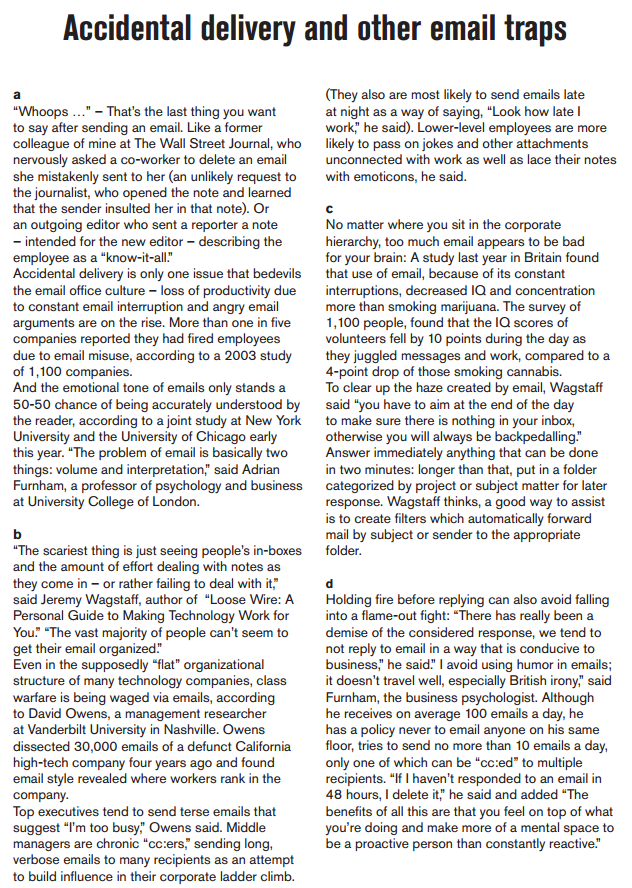 Accidental delivery and other email traps
a
“Whoops …” – That’s the last thing you want
to say after sending an email. Like a former
colleague of mine at The Wall Street Journal, who
nervously asked a co-worker to delete an email
she mistakenly sent to her (an unlikely request to
the journalist, who opened the note and learned
that the sender insulted her in that note). Or
an outgoing editor who sent a reporter a note
– intended for the new editor – describing the
employee as a “know-it-all.”
Accidental delivery is only one issue that bedevils
the email office culture – loss of productivity due
to constant email interruption and angry email
arguments are on the rise. More than one in five
companies reported they had fired employees
due to email misuse, according to a 2003 study
of 1,100 companies.
And the emotional tone of emails only stands a
50-50 chance of being accurately understood by
the reader, according to a joint study at New York
University and the University of Chicago early
this year. “The problem of email is basically two
things: volume and interpretation,” said Adrian
Furnham, a professor of psychology and business
at University College of London.
b
“The scariest thing is just seeing people’s in-boxes
and the amount of effort dealing with notes as
they come in – or rather failing to deal with it,”
said Jeremy Wagstaff, author of “Loose Wire: A
Personal Guide to Making Technology Work for
You.” “The vast majority of people can’t seem to
get their email organized.”
Even in the supposedly “flat” organizational
structure of many technology companies, class
warfare is being waged via emails, according
to David Owens, a management researcher
at Vanderbilt University in Nashville. Owens
dissected 30,000 emails of a defunct California
high-tech company four years ago and found
email style revealed where workers rank in the
company.
Top executives tend to send terse emails that
suggest “I’m too busy,” Owens said. Middle
managers are chronic “cc:ers,” sending long,
verbose emails to many recipients as an attempt
to build influence in their corporate ladder climb.
(They also are most likely to send emails late
at night as a way of saying, “Look how late I
work,” he said). Lower-level employees are more
likely to pass on jokes and other attachments
unconnected with work as well as lace their notes
with emoticons, he said.
c
No matter where you sit in the corporate
hierarchy, too much email appears to be bad
for your brain: A study last year in Britain found
that use of email, because of its constant
interruptions, decreased IQ and concentration
more than smoking marijuana. The survey of
1,100 people, found that the IQ scores of
volunteers fell by 10 points during the day as
they juggled messages and work, compared to a
4-point drop of those smoking cannabis.
To clear up the haze created by email, Wagstaff
said “you have to aim at the end of the day
to make sure there is nothing in your inbox,
otherwise you will always be backpedalling.”
Answer immediately anything that can be done
in two minutes: longer than that, put in a folder
categorized by project or subject matter for later
response. Wagstaff thinks, a good way to assist
is to create filters which automatically forward
mail by subject or sender to the appropriate
folder.
d
Holding fire before replying can also avoid falling
into a flame-out fight: “There has really been a
demise of the considered response, we tend to
not reply to email in a way that is conducive to
business,” he said.” I avoid using humor in emails;
it doesn’t travel well, especially British irony,” said
Furnham, the business psychologist. Although
he receives on average 100 emails a day, he
has a policy never to email anyone on his same
floor, tries to send no more than 10 emails a day,
only one of which can be “cc:ed” to multiple
recipients. “If I haven’t responded to an email in
48 hours, I delete it,” he said and added “The
benefits of all this are that you feel on top of what
you’re doing and make more of a mental space to
be a proactive person than constantly reactive.”